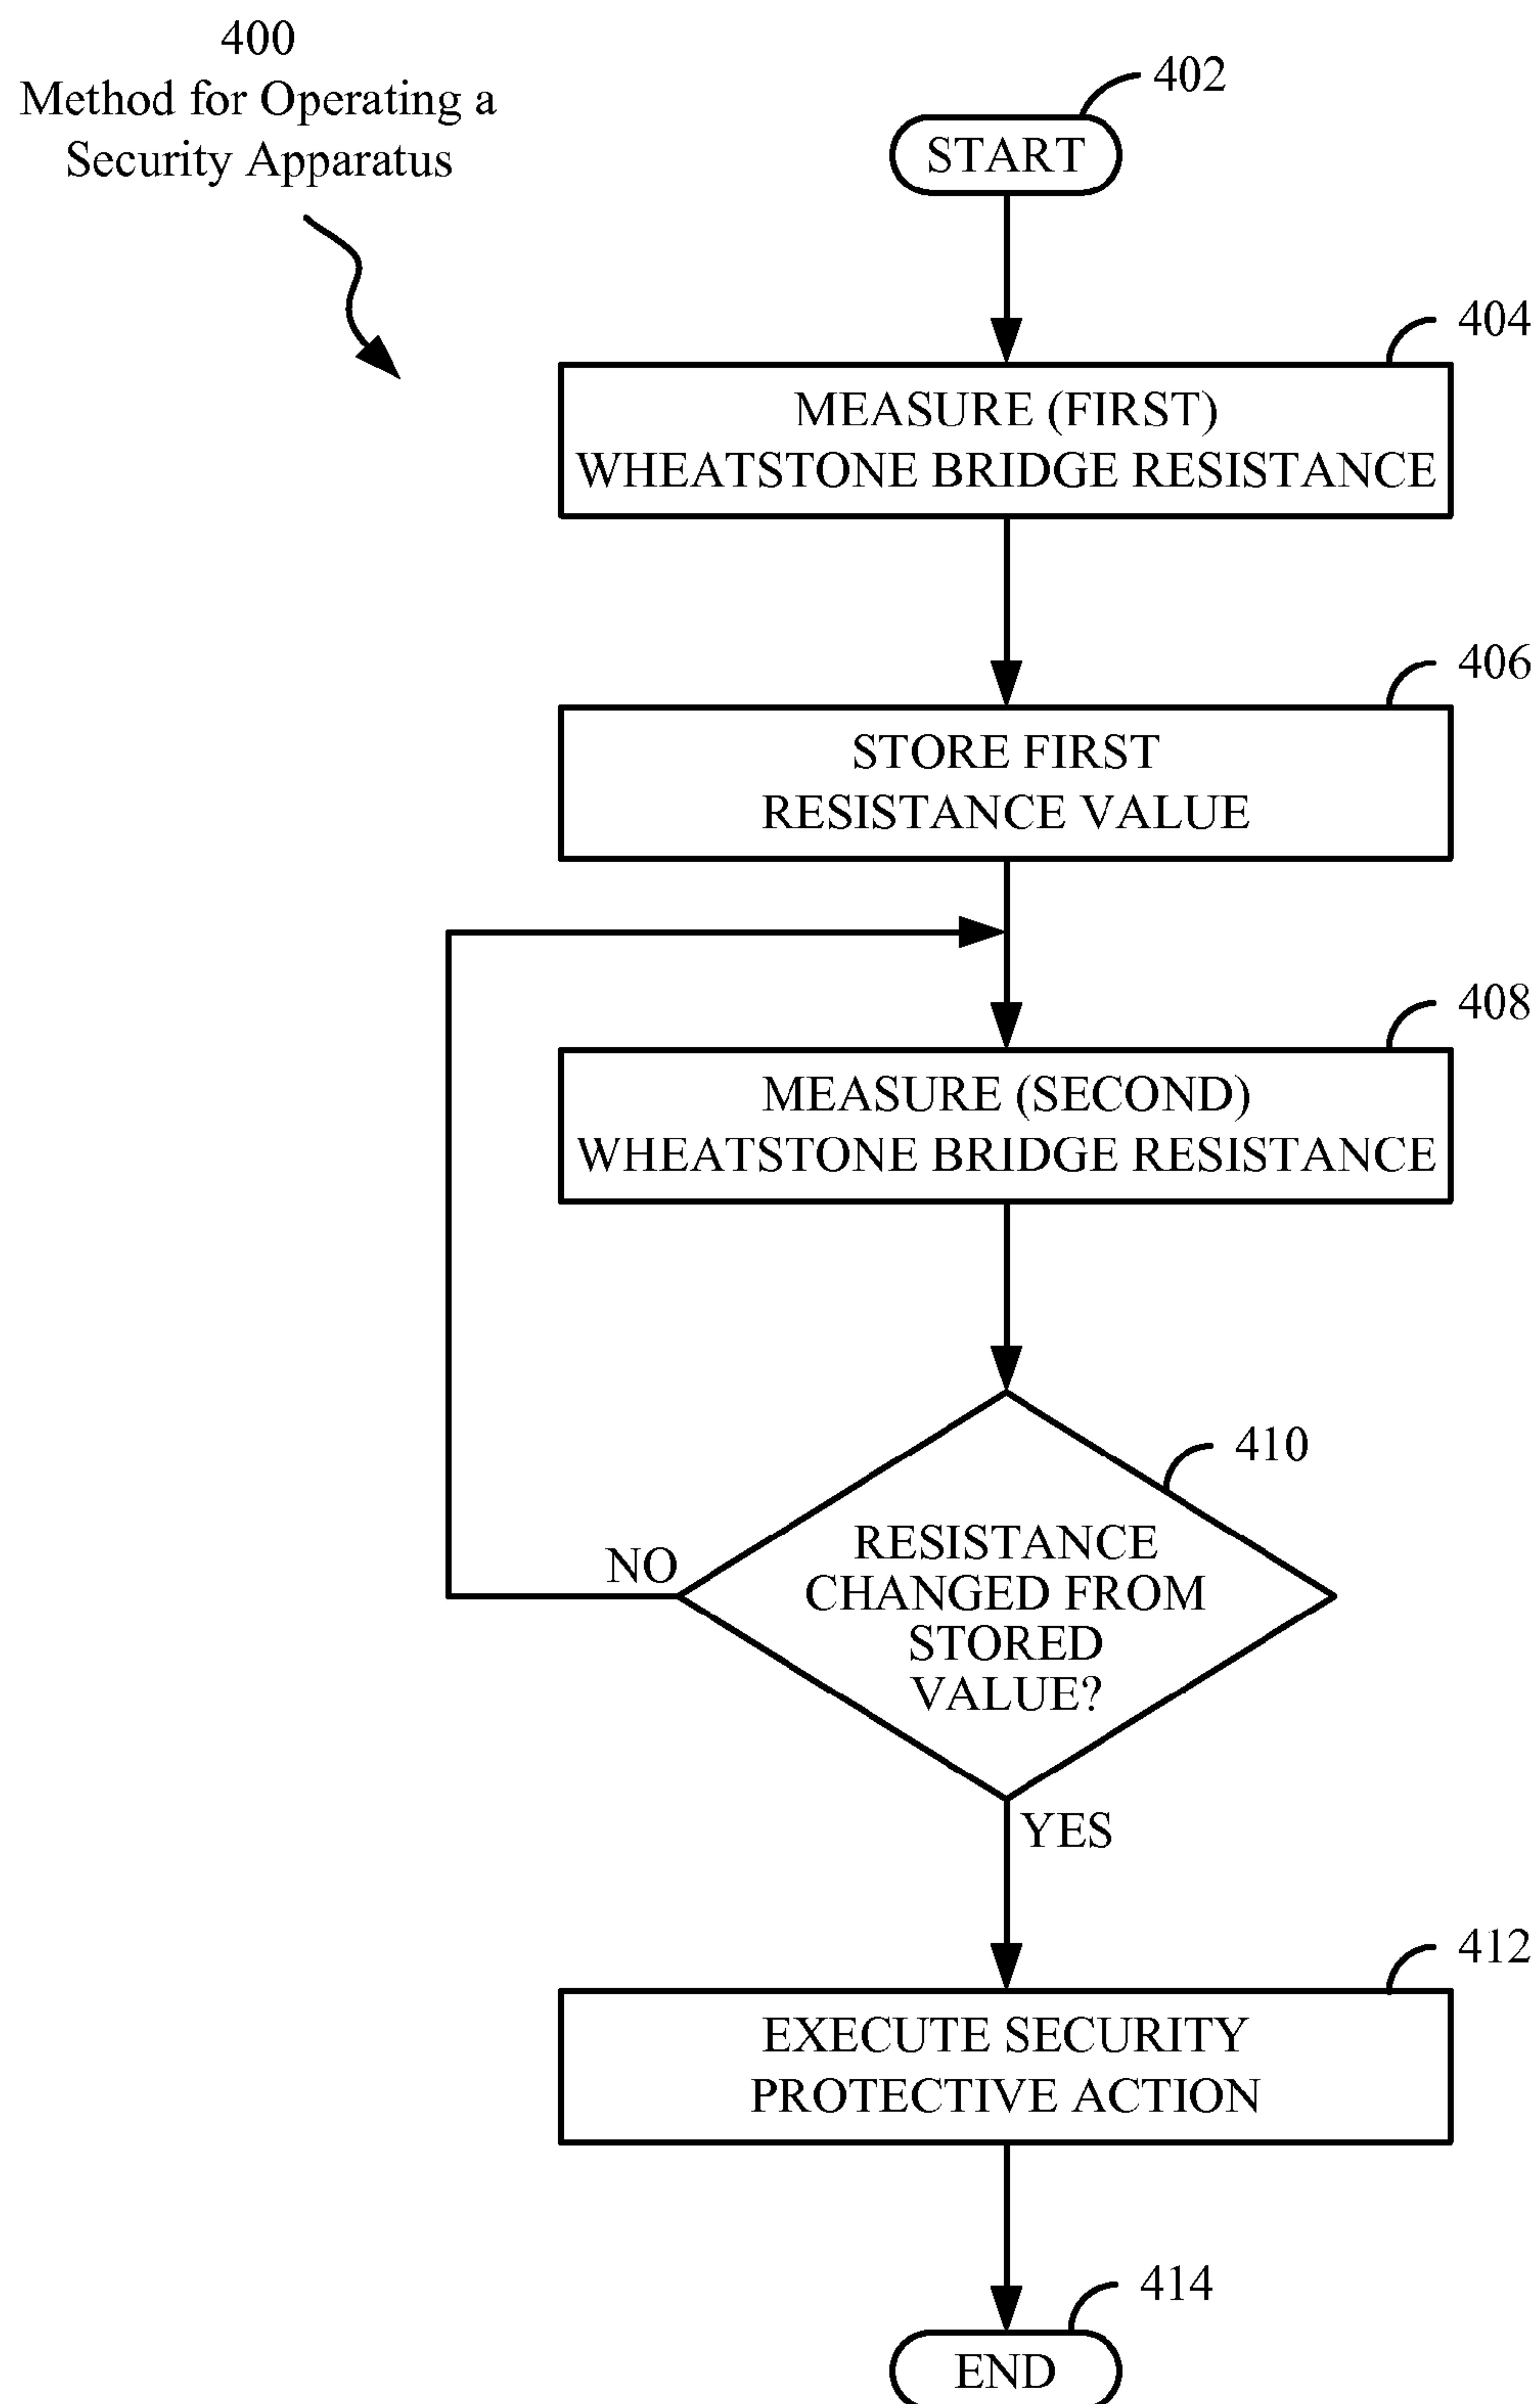 400
Method for Operating a
Security Apparatus
402
START
404
MEASURE (FIRST)
WHEATSTONE BRIDGE RESISTANCE
406
STORE FIRST
RESISTANCE VALUE
408
MEASURE (SECOND)
WHEATSTONE BRIDGE RESISTANCE
410
RESISTANCE
CHANGED FROM
STORED
VALUE?
NO
YES
412
EXECUTE SECURITY
PROTECTIVE ACTION
414
END